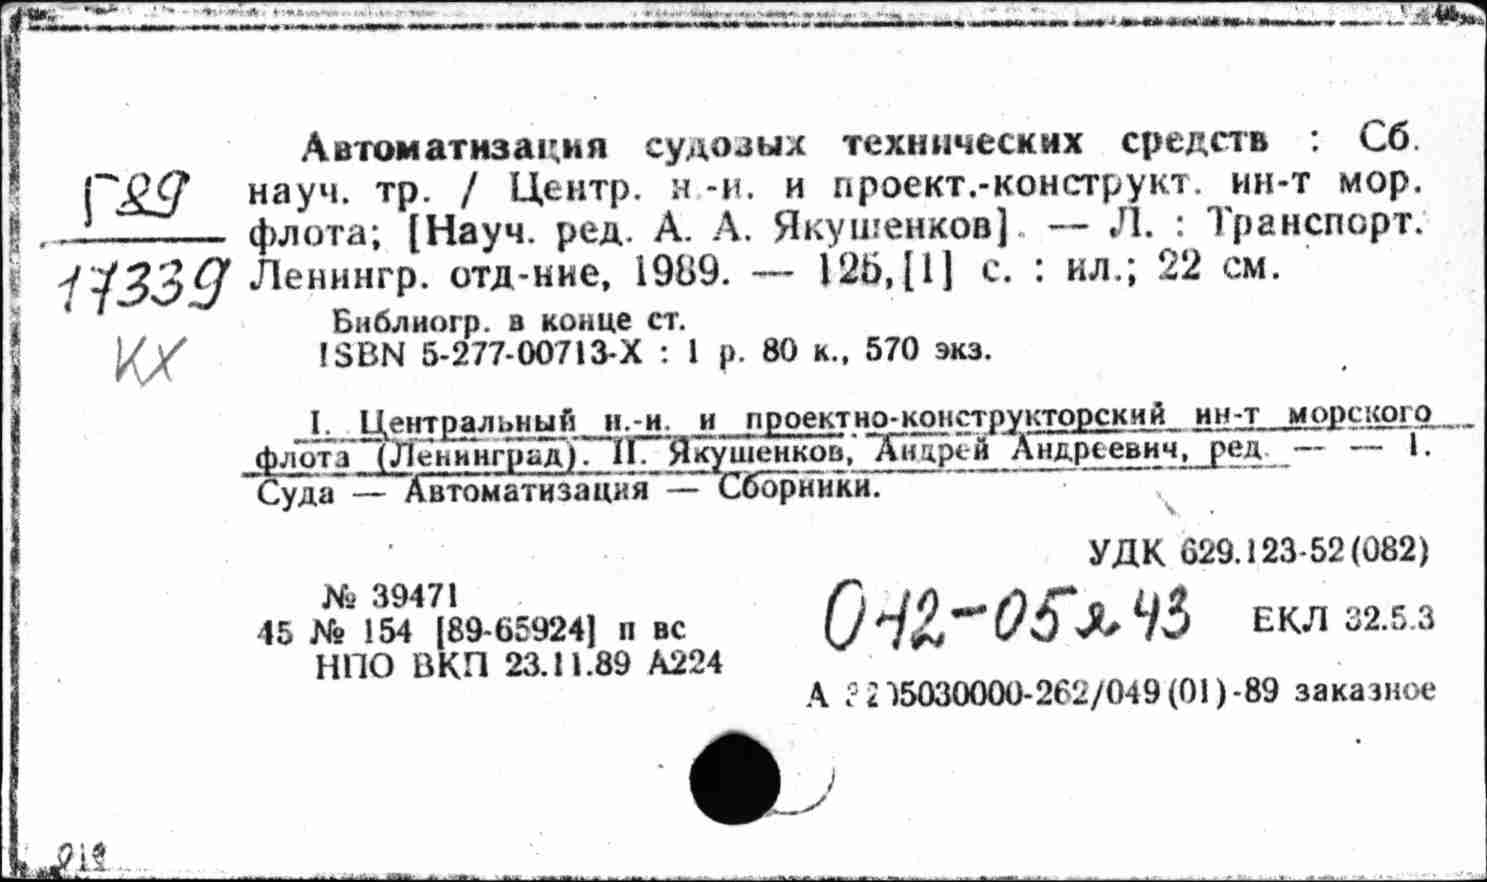 Автоматизация судовых технических средств : Сб.
Г89 науч. тр. / Центр. н.-и. и проект.-конструкт. ин-т мор.
флота; [Науч. ред. А. А. Якушенков]. — Л. : Транспорт.
17339 Ленингр. отд-ние, 1989. — 125,[1] с. : ил.; 22 см.
Библиогр. в конце ст.
КХ ISBN 5-277-00713-X : 1 р. 80 к., 570 экз.
I. Центральный н.-и. и проектно-конструкторский ин-т морского
флота (Ленинград). II. Якушенков, Андрей Андреевич, ред. — — 1.
Суда — Автоматизация — Сборники.
УДК 629.123-52(082)
№ 39471
042-05я43 ЕКЛ 32.5.3
45 № 154 [89-65924] п вс
НПО ВКП 23.11.89 А224
А 5030000-262/049(01)-89 заказное